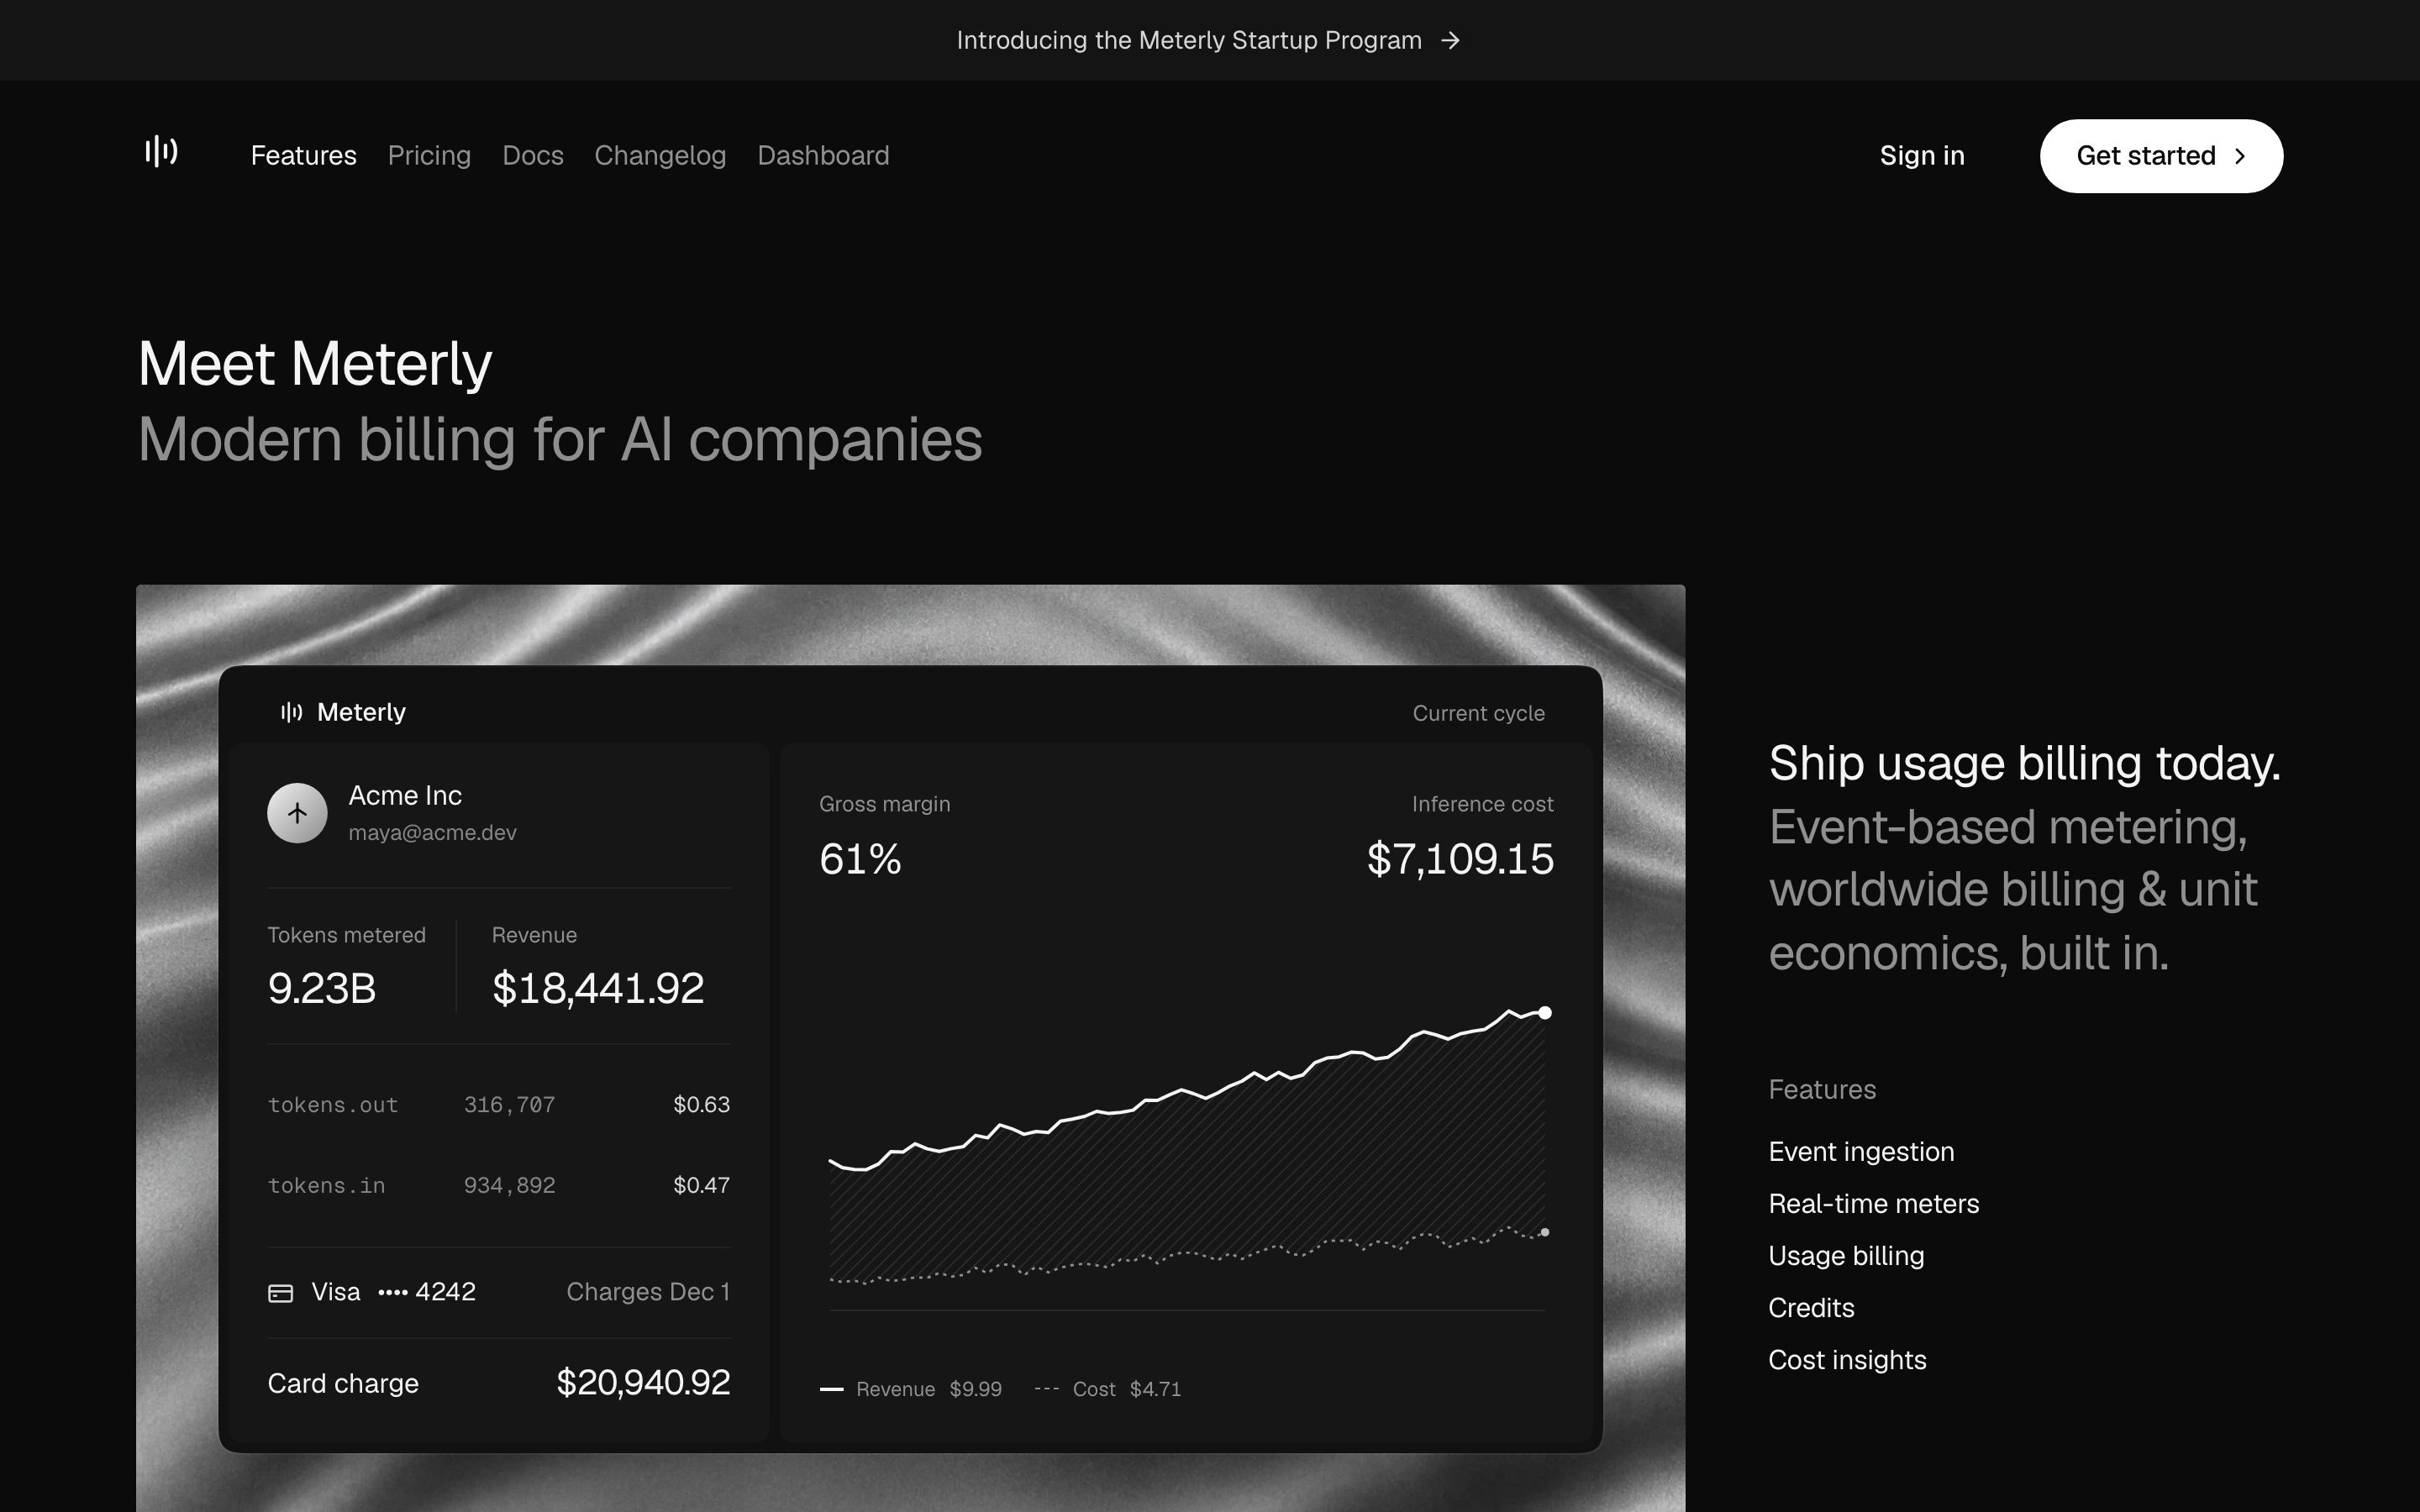 Introducing the Meterly Startup Program →
Features Pricing Docs Changelog Dashboard Sign in Get started
Meet Meterly
Modern billing for AI companies
Meterly Current cycle
Acme Inc
maya@acme.dev
Tokens metered Revenue
9.23B $18,441.92
tokens.out 316,707 $0.63
tokens.in 934,892 $0.47
Visa •••• 4242 Charges Dec 1
Card charge $20,940.92
Gross margin Inference cost
61% $7,109.15
Revenue $9.99 Cost $4.71
Ship usage billing today.
Event-based metering,
worldwide billing & unit
economics, built in.
Features
Event ingestion
Real-time meters
Usage billing
Credits
Cost insights